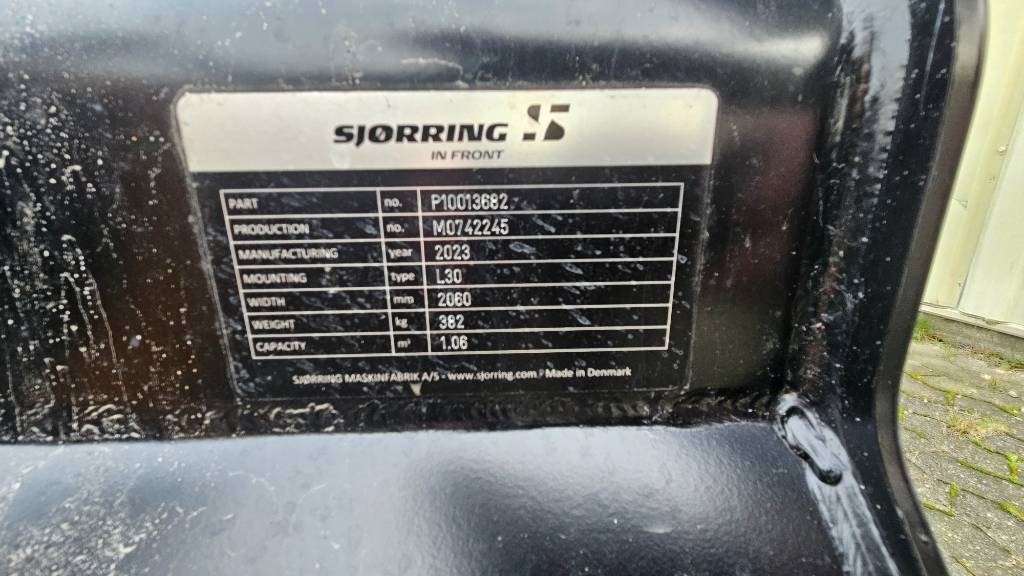 SJØRRING
IN FRONT
PART no. P10013682
PRODUCTION no. M0742245
MANUFACTURING year 2023
MOUNTING type L30
WIDTH mm 2060
WEIGHT kg 382
CAPACITY m³ 1.06
SJØRRING MASKINFABRIK A/S - www.sjorring.com - Made in Denmark